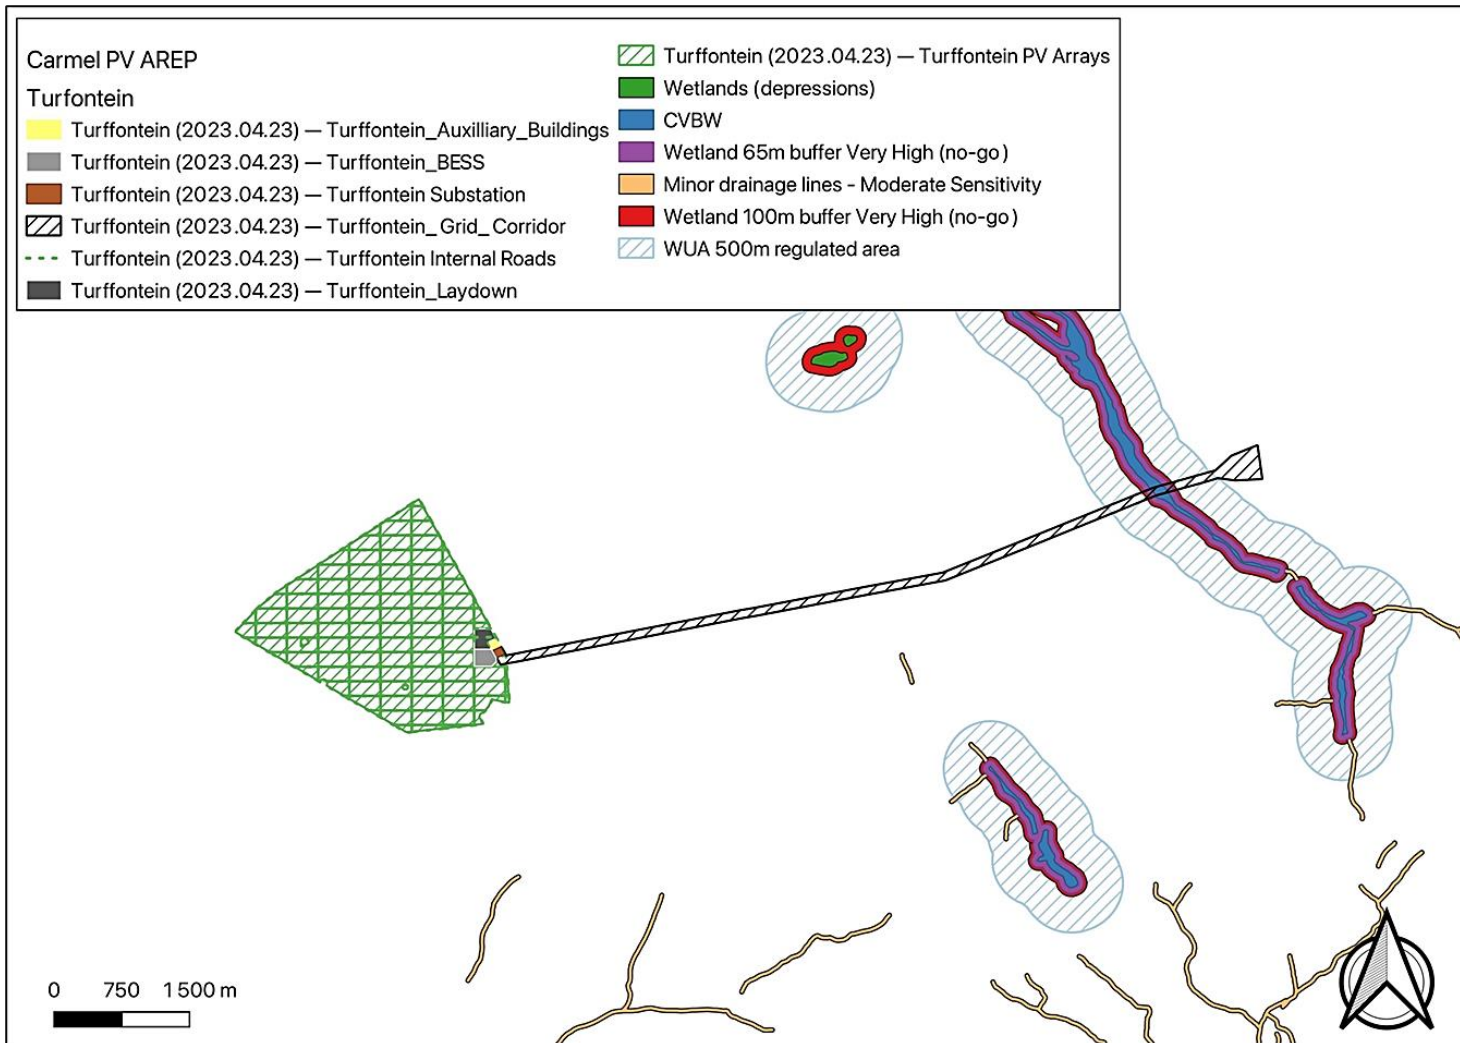 Carmel PV AREP
Turfontein
Turffontein (2023.04.23) — Turffontein_Auxilliary_Buildings
Turffontein (2023.04.23) — Turffontein_BESS
Turffontein (2023.04.23) — Turffontein Substation
Turffontein (2023.04.23) — Turffontein_Grid_Corridor
Turffontein (2023.04.23) — Turffontein Internal Roads
Turffontein (2023.04.23) — Turffontein_Laydown
Turffontein (2023.04.23) — Turffontein PV Arrays
Wetlands (depressions)
CVBW
Wetland 65m buffer Very High (no-go)
Minor drainage lines - Moderate Sensitivity
Wetland 100m buffer Very High (no-go)
WUA 500m regulated area
0 750 1 500 m